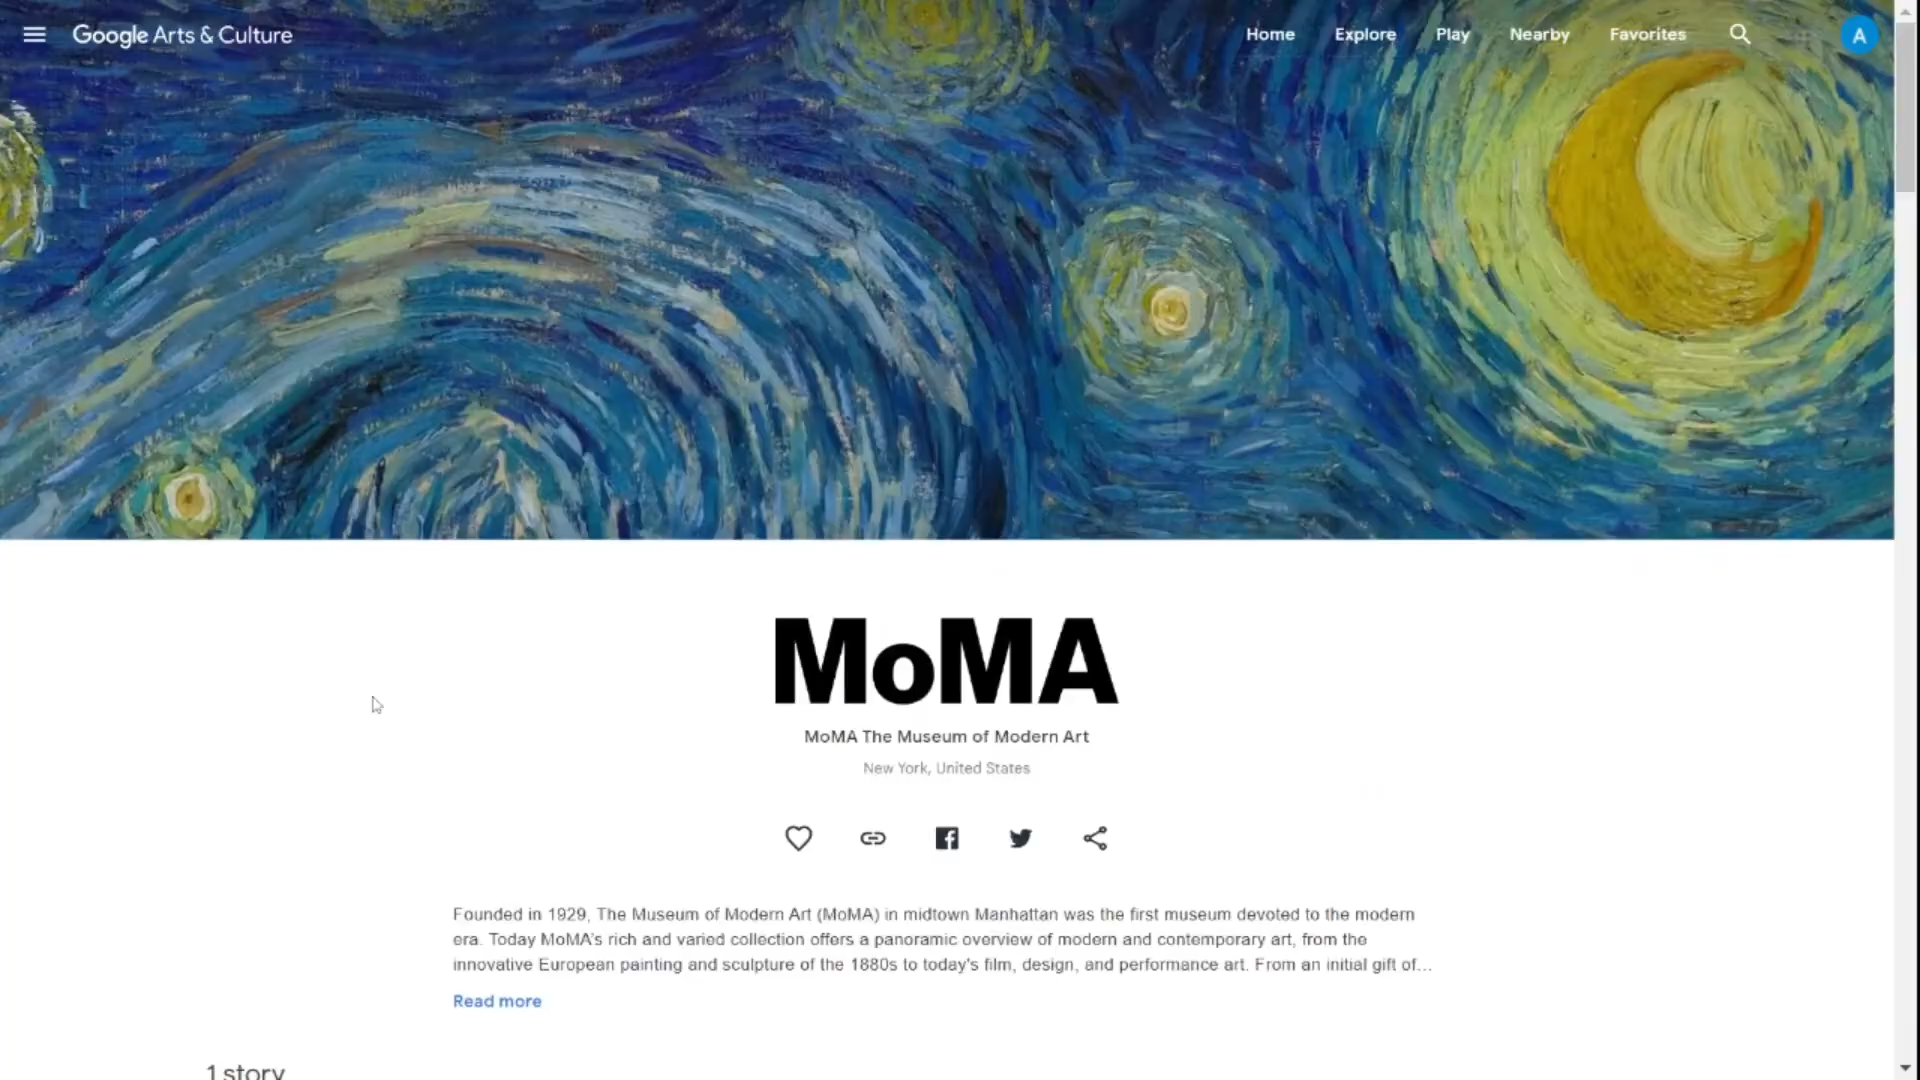 Google Arts & Culture
Home Explore Play Nearby Favorites A
MoMA
MoMA The Museum of Modern Art
New York, United States
Founded in 1929, The Museum of Modern Art (MoMA) in midtown Manhattan was the first museum devoted to the modern
era. Today MoMA's rich and varied collection offers a panoramic overview of modern and contemporary art, from the
innovative European painting and sculpture of the 1880s to today's film, design, and performance art. From an initial gift of...
Read more
1 story